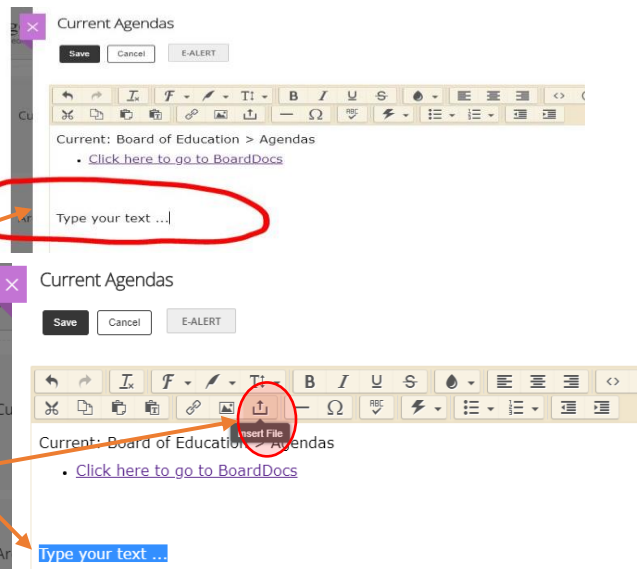 Current Agendas
Save Cancel E-ALERT
B I U S
ABC
Current: Board of Education > Agendas
Click here to go to BoardDocs
Type your text ...
Current Agendas
Save Cancel E-ALERT
B I U S
ABC
Insert File
Current: Board of Education > Agendas
Click here to go to BoardDocs
Type your text ...